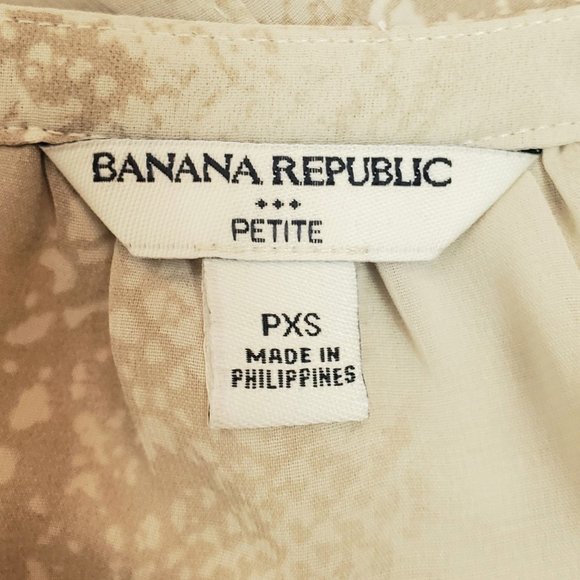 BANANA REPUBLIC
PETITE
PXS
MADE IN
PHILIPPINES